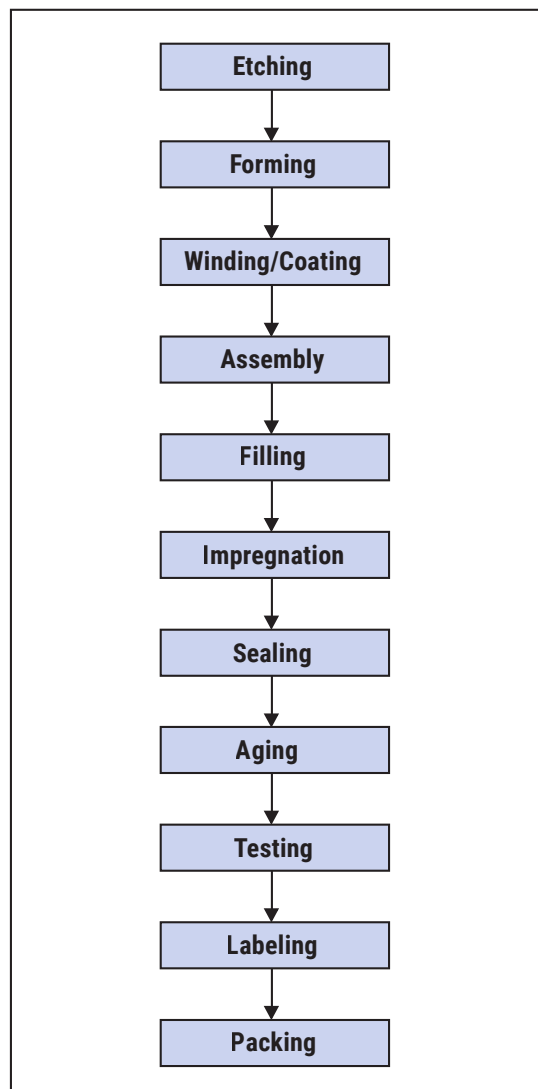 Etching
Forming
Winding/Coating
Assembly
Filling
Impregnation
Sealing
Aging
Testing
Labeling
Packing